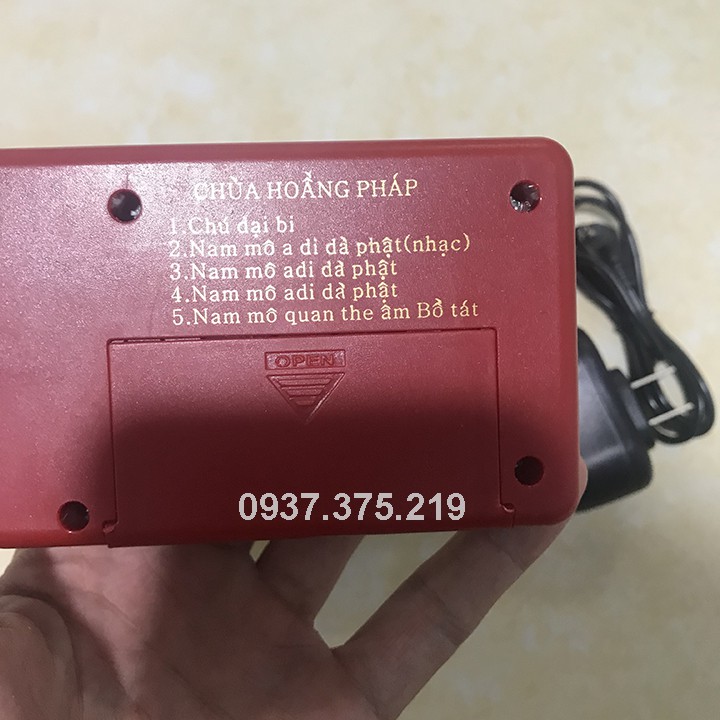 CHÙA HOẲNG PHÁP
1.Chú đại bi
2.Nam mô a di dà phật(nhạc)
3.Nam mô adi dà phật
4.Nam mô adi dà phật
5.Nam mô quan the âm Bồ tát
OPEN
0937.375.219